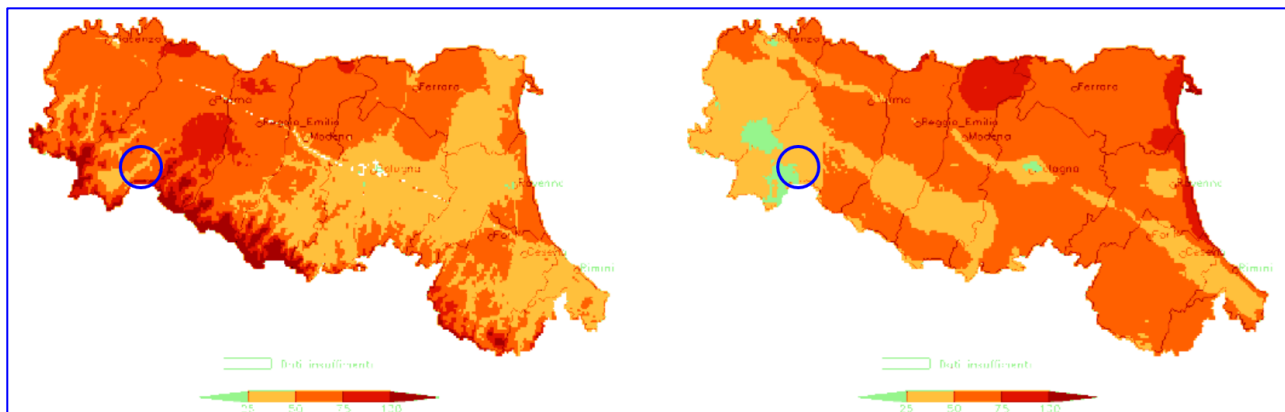 Piacenza
Parma
Reggio_Emilia
Modena
Ferrara
Bologna
Ravenna
Forlì
Cesena
Rimini
Dati insufficienti
25 50 75 100
Piacenza
Parma
Reggio_Emilia
Modena
Ferrara
Bologna
Ravenna
Forlì
Cesena
Rimini
Dati insufficienti
25 50 75 100